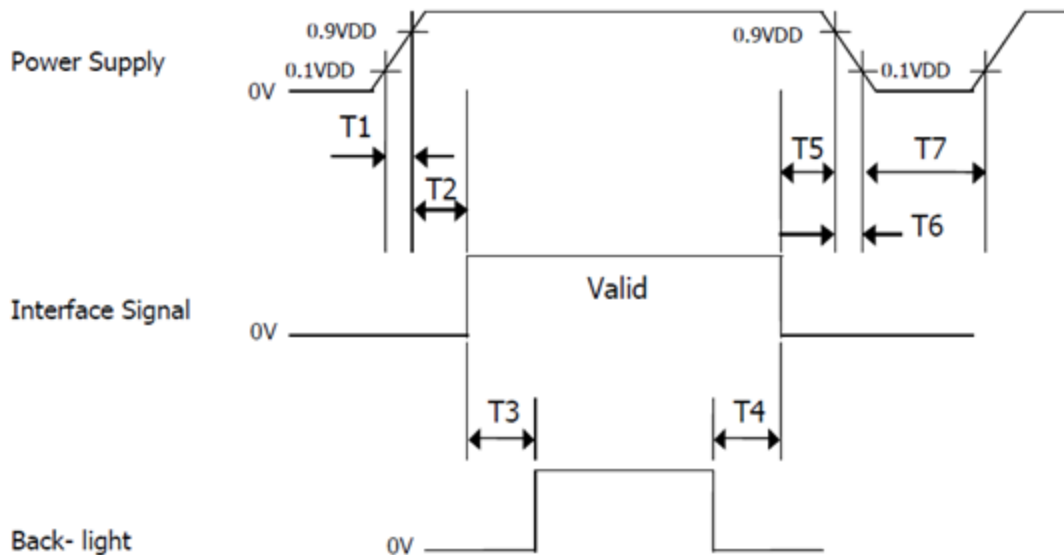 0.9VDD
0.9VDD
Power Supply
0.1VDD
0.1VDD
0V
T1
T5
T7
T2
T6
Valid
Interface Signal
0V
T3
T4
Back- light
0V